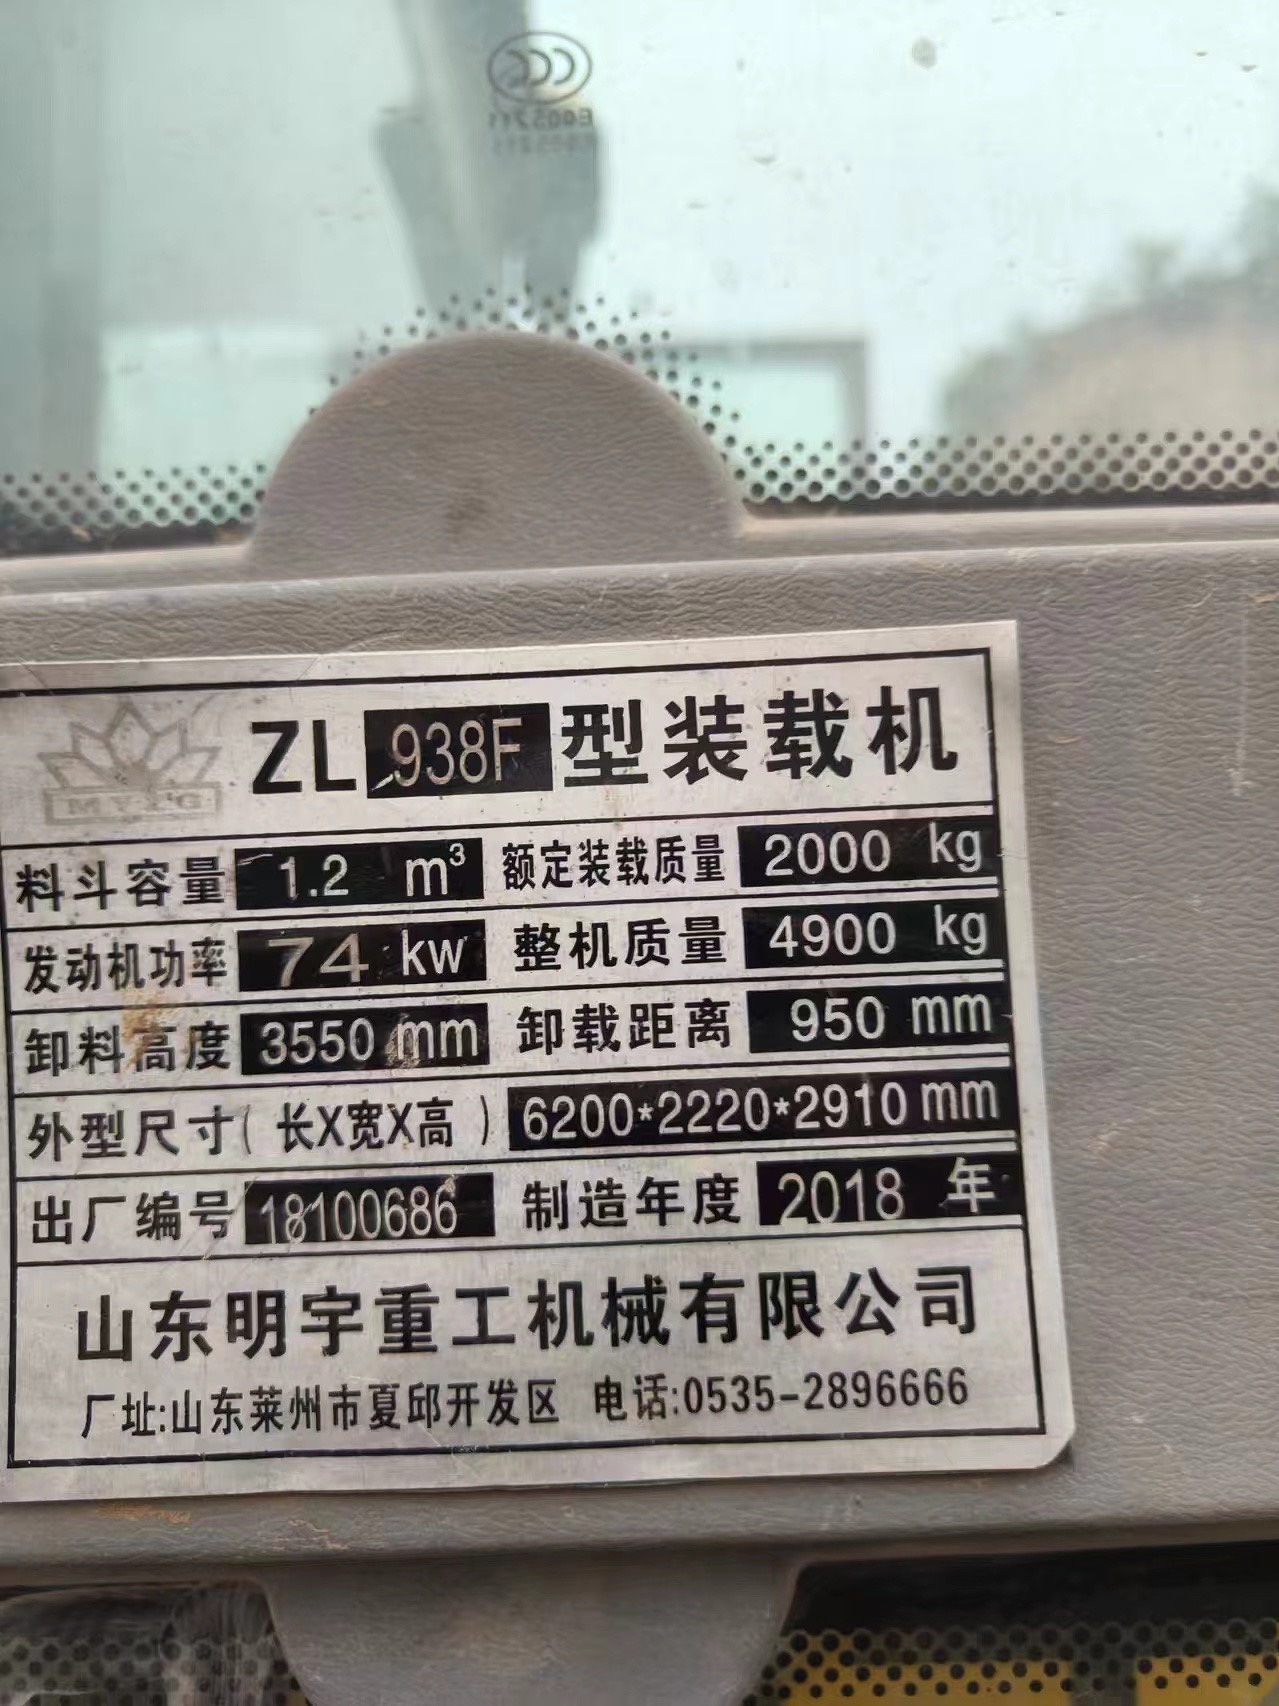 ZL 938F 型装载机
料斗容量 1.2 m³ 额定装载质量 2000 kg
发动机功率 74 kw 整机质量 4900 kg
卸料高度 3550 mm 卸载距离 950 mm
外型尺寸(长X宽X高) 6200*2220*2910 mm
出厂编号 18100686 制造年度 2018 年
山东明宇重工机械有限公司
厂址:山东莱州市夏邱开发区 电话:0535-2896666